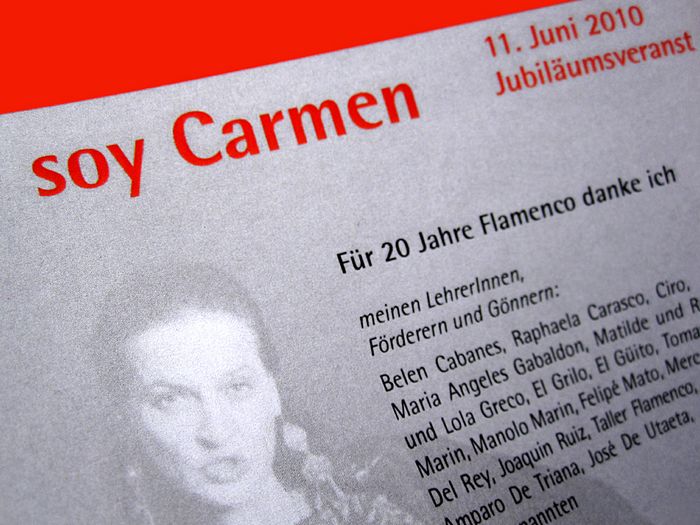 11. Juni 2010
Jubiläumsveranst
soy Carmen
Für 20 Jahre Flamenco danke ich
meinen LehrerInnen,
Förderern und Gönnern:
Belen Cabanes, Raphaela Carasco, Ciro,
Maria Angeles Gabaldon, Matilde und R
und Lola Greco, El Grilo, El Güito, Toma
Marin, Manolo Marin, Felipé Mato, Merc
Del Rey, Joaquin Ruiz, Taller Flamenco,
Amparo De Triana, José De Utaeta,
nannten